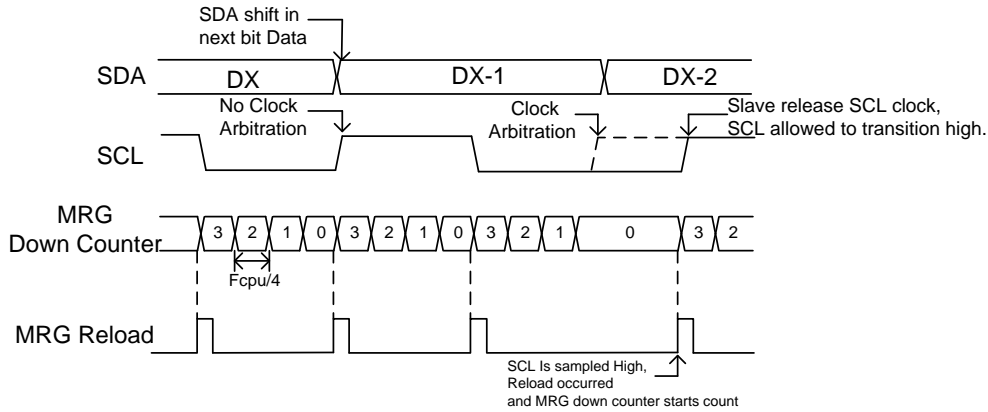 SDA shift in
next bit Data
SDA
DX
DX-1
DX-2
No Clock
Arbitration
Clock
Arbitration
Slave release SCL clock,
SCL allowed to transition high.
SCL
MRG
Down Counter
3 2 1 0 3 2 1 0 3 2 1 0 3 2
Fcpu/4
MRG Reload
SCL Is sampled High,
Reload occurred
and MRG down counter starts count